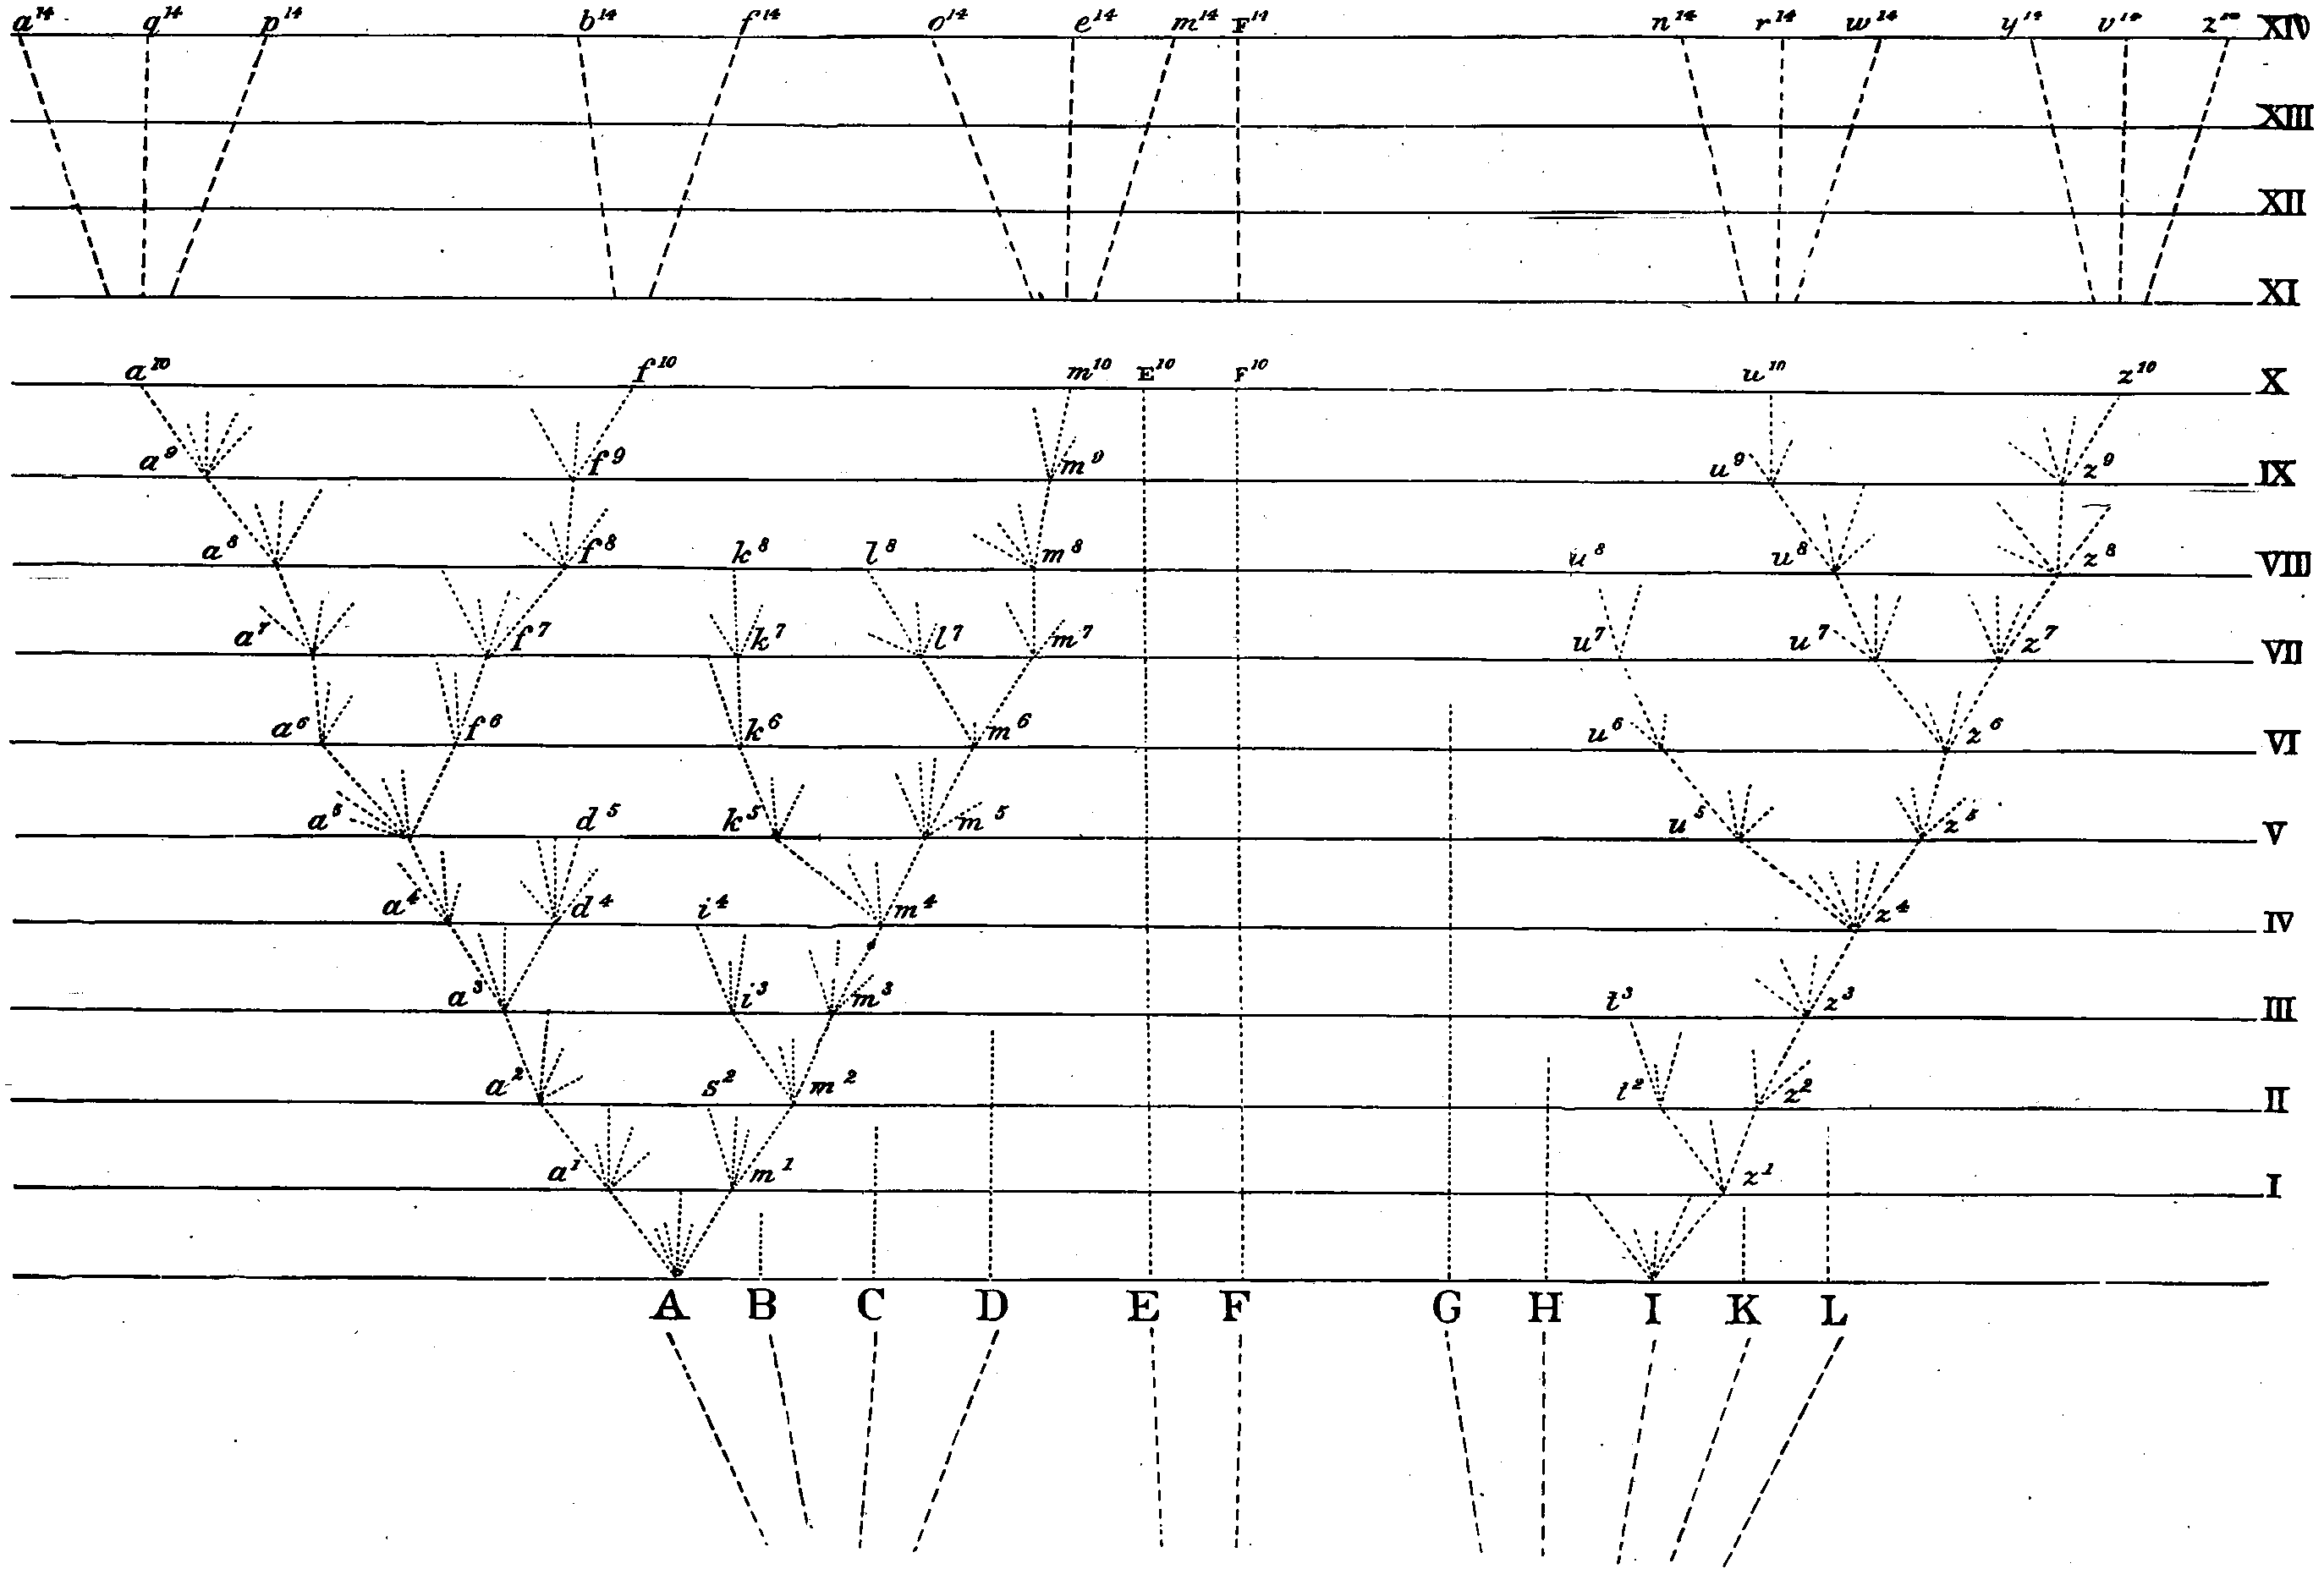 a¹⁴ q¹⁴ p¹⁴ b¹⁴ f¹⁴ o¹⁴ e¹⁴ m¹⁴ F¹⁴ n¹⁴ r¹⁴ w¹⁴ y¹⁴ v¹⁴ z¹⁴ XIV
XIII
XII
XI
a¹⁰ f¹⁰ m¹⁰ E¹⁰ F¹⁰ u¹⁰ z¹⁰ X
a⁹ f⁹ m⁹ u⁹ z⁹ IX
a⁸ f⁸ k⁸ l⁸ m⁸ u⁸ u⁸ z⁸ VIII
a⁷ f⁷ k⁷ l⁷ m⁷ u⁷ u⁷ z⁷ VII
a⁶ f⁶ k⁶ m⁶ u⁶ z⁶ VI
a⁵ d⁵ k⁵ m⁵ u⁵ z⁵ V
a⁴ d⁴ i⁴ m⁴ z⁴ IV
a³ i³ m³ t³ z³ III
a² s² m² t² z² II
a¹ m¹ z¹ I
A B C D E F G H I K L